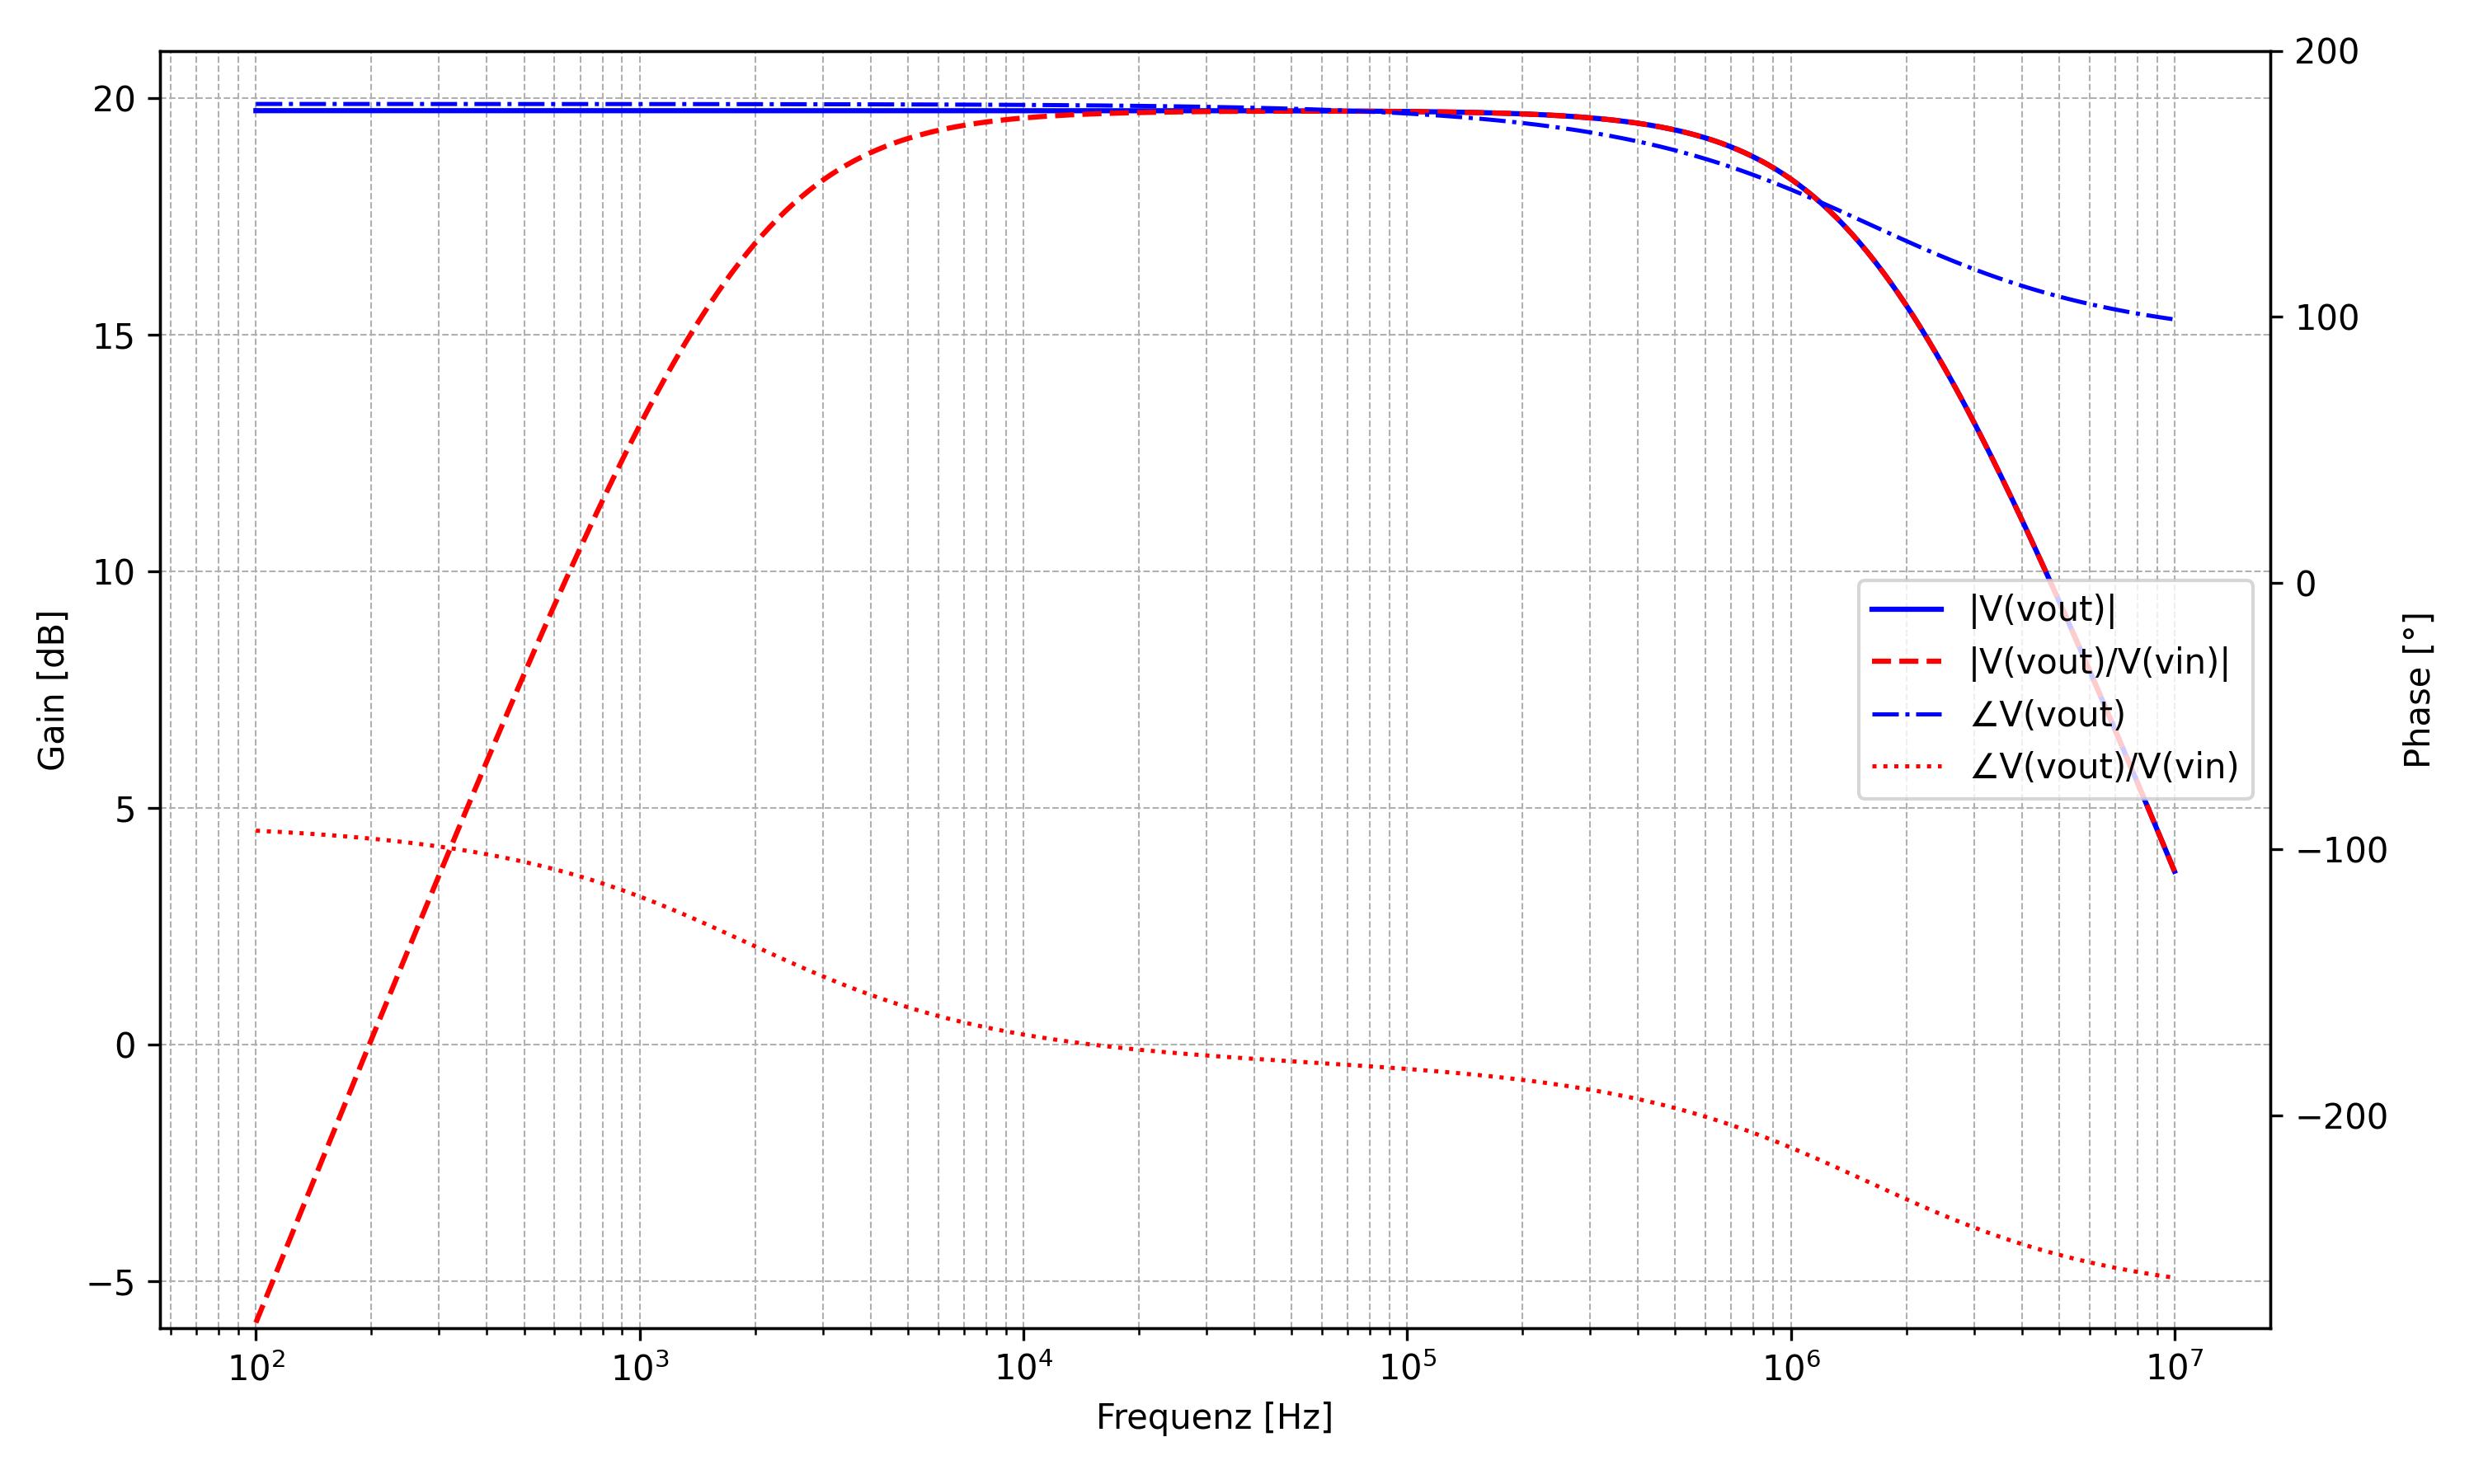 20
15
10
5
0
−5
Gain [dB]
10²
10³
10⁴
10⁵
10⁶
10⁷
Frequenz [Hz]
200
100
0
−100
−200
Phase [°]
|V(vout)|
|V(vout)/V(vin)|
∠V(vout)
∠V(vout)/V(vin)